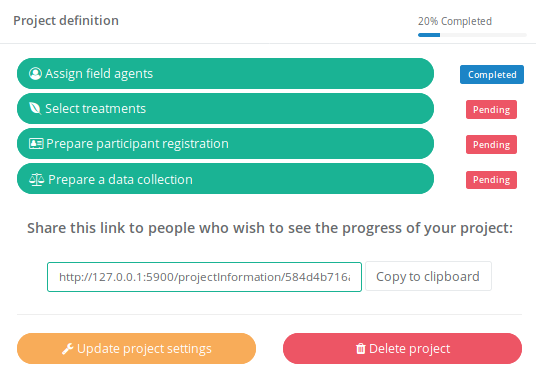 Project definition
20% Completed
Assign field agents
Completed
Select treatments
Pending
Prepare participant registration
Pending
Prepare a data collection
Pending
Share this link to people who wish to see the progress of your project:
http://127.0.0.1:5900/projectInformation/584d4b716a
Copy to clipboard
Update project settings
Delete project